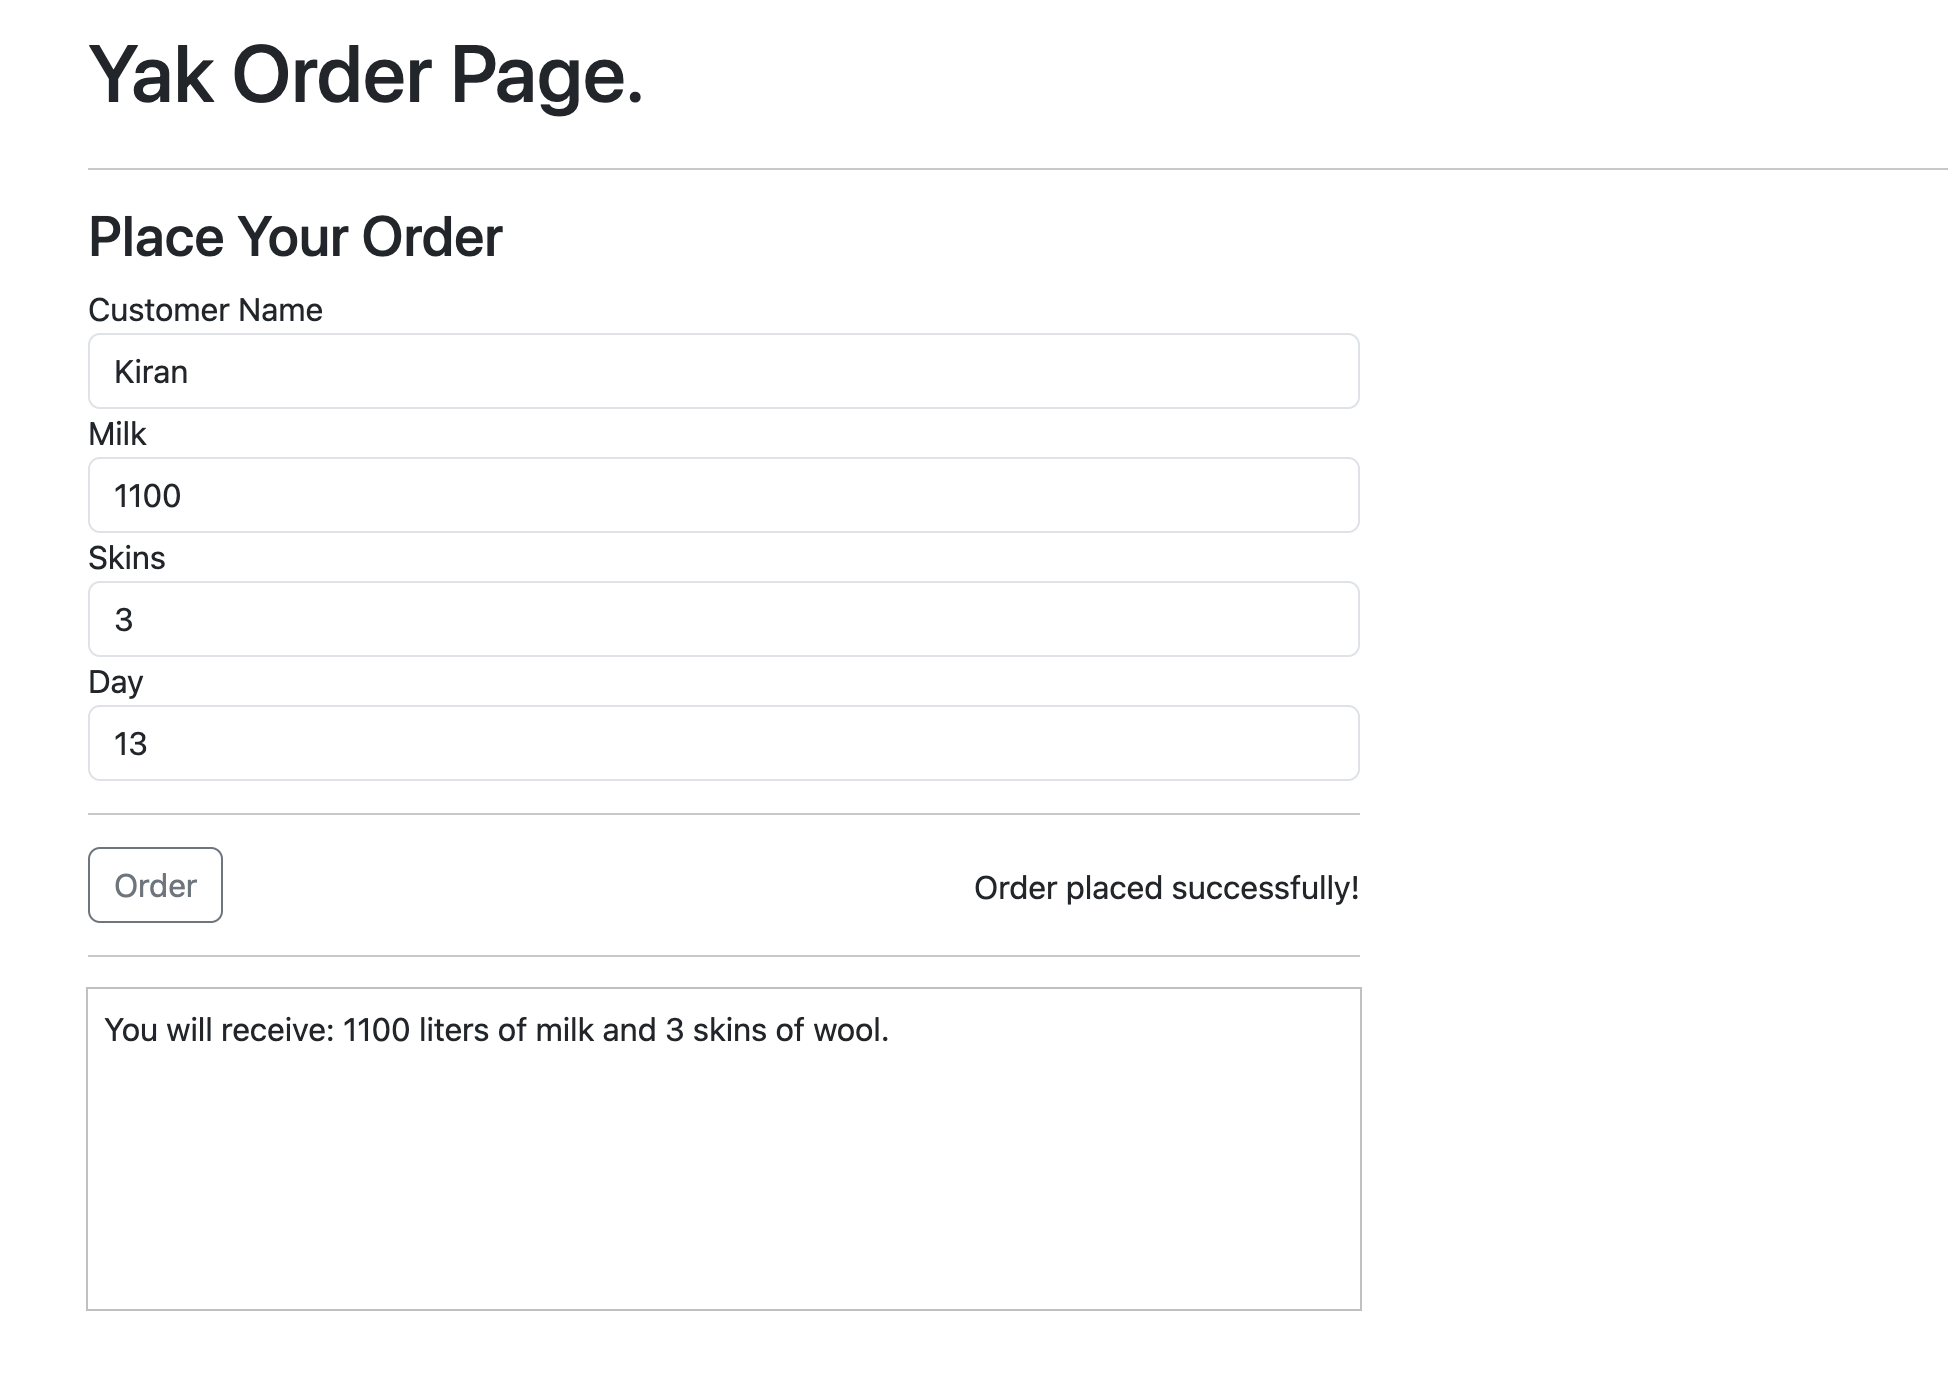 Yak Order Page.
Place Your Order
Customer Name
Kiran
Milk
1100
Skins
3
Day
13
Order
Order placed successfully!
You will receive: 1100 liters of milk and 3 skins of wool.